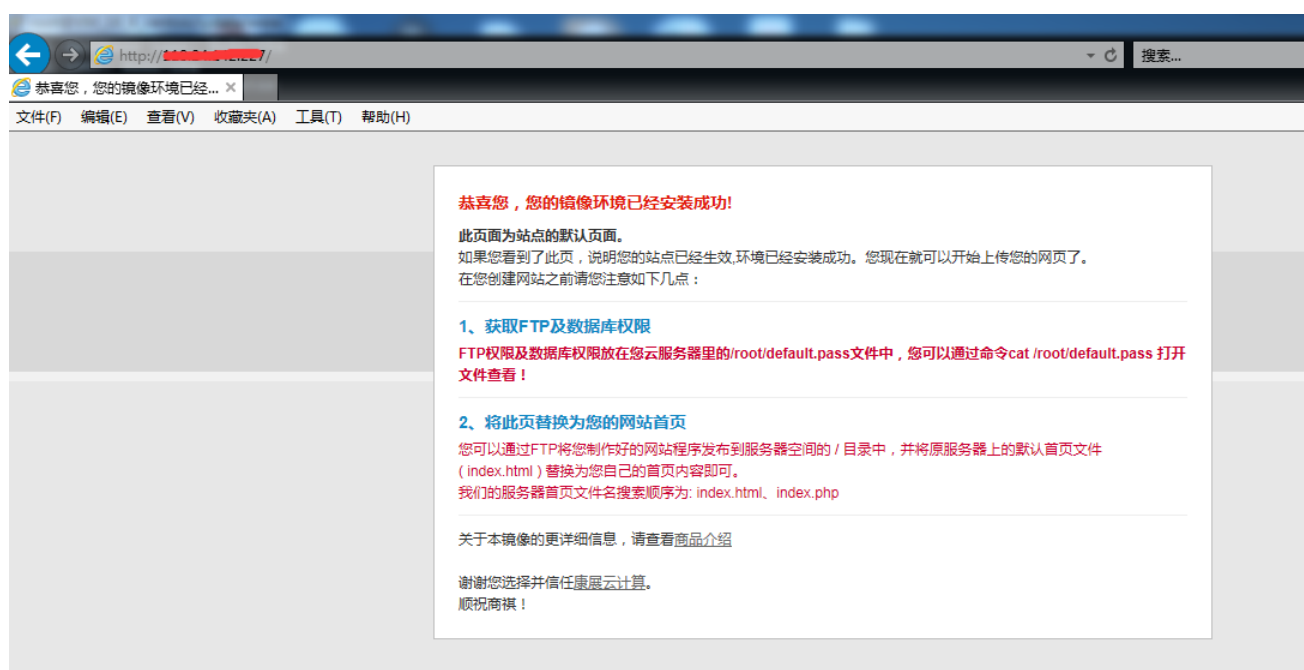 http://
搜索...
恭喜您，您的镜像环境已经... ×
文件(F) 编辑(E) 查看(V) 收藏夹(A) 工具(T) 帮助(H)
恭喜您，您的镜像环境已经安装成功!
此页面为站点的默认页面。
如果您看到了此页，说明您的站点已经生效,环境已经安装成功。您现在就可以开始上传您的网页了。
在您创建网站之前请您注意如下几点：
1、获取FTP及数据库权限
FTP权限及数据库权限放在您云服务器里的/root/default.pass文件中，您可以通过命令cat /root/default.pass 打开
文件查看！
2、将此页替换为您的网站首页
您可以通过FTP将您制作好的网站程序发布到服务器空间的 / 目录中，并将原服务器上的默认首页文件
( index.html ) 替换为您自己的首页内容即可。
我们的服务器首页文件名搜索顺序为: index.html、index.php
关于本镜像的更详细信息，请查看商品介绍
谢谢您选择并信任康展云计算。
顺祝商祺！